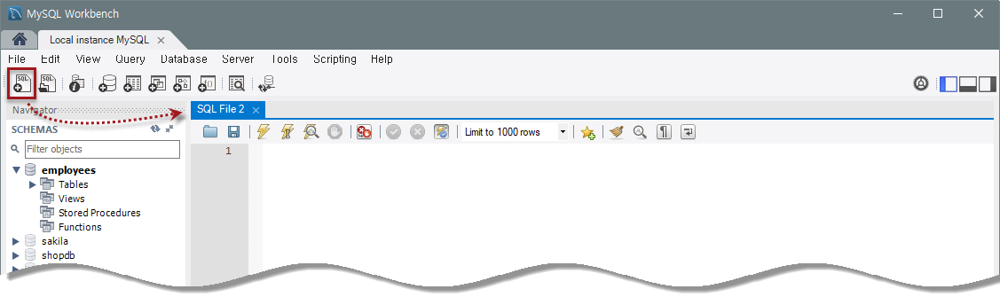 MySQL Workbench
Local instance MySQL
File Edit View Query Database Server Tools Scripting Help
SQL SQL
Navigator
SQL File 2
SCHEMAS
Limit to 1000 rows
Filter objects
1
employees
Tables
Views
Stored Procedures
Functions
sakila
shopdb